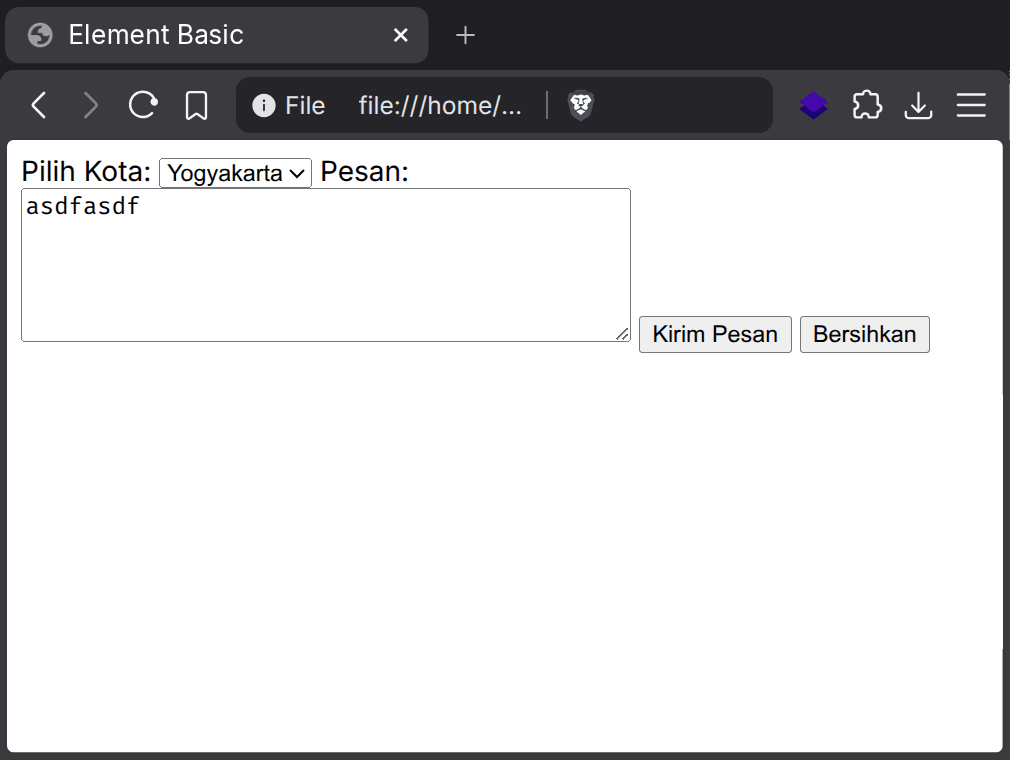 Element Basic
File file:///home/...
Pilih Kota: Yogyakarta Pesan:
asdfasdf
Kirim Pesan Bersihkan